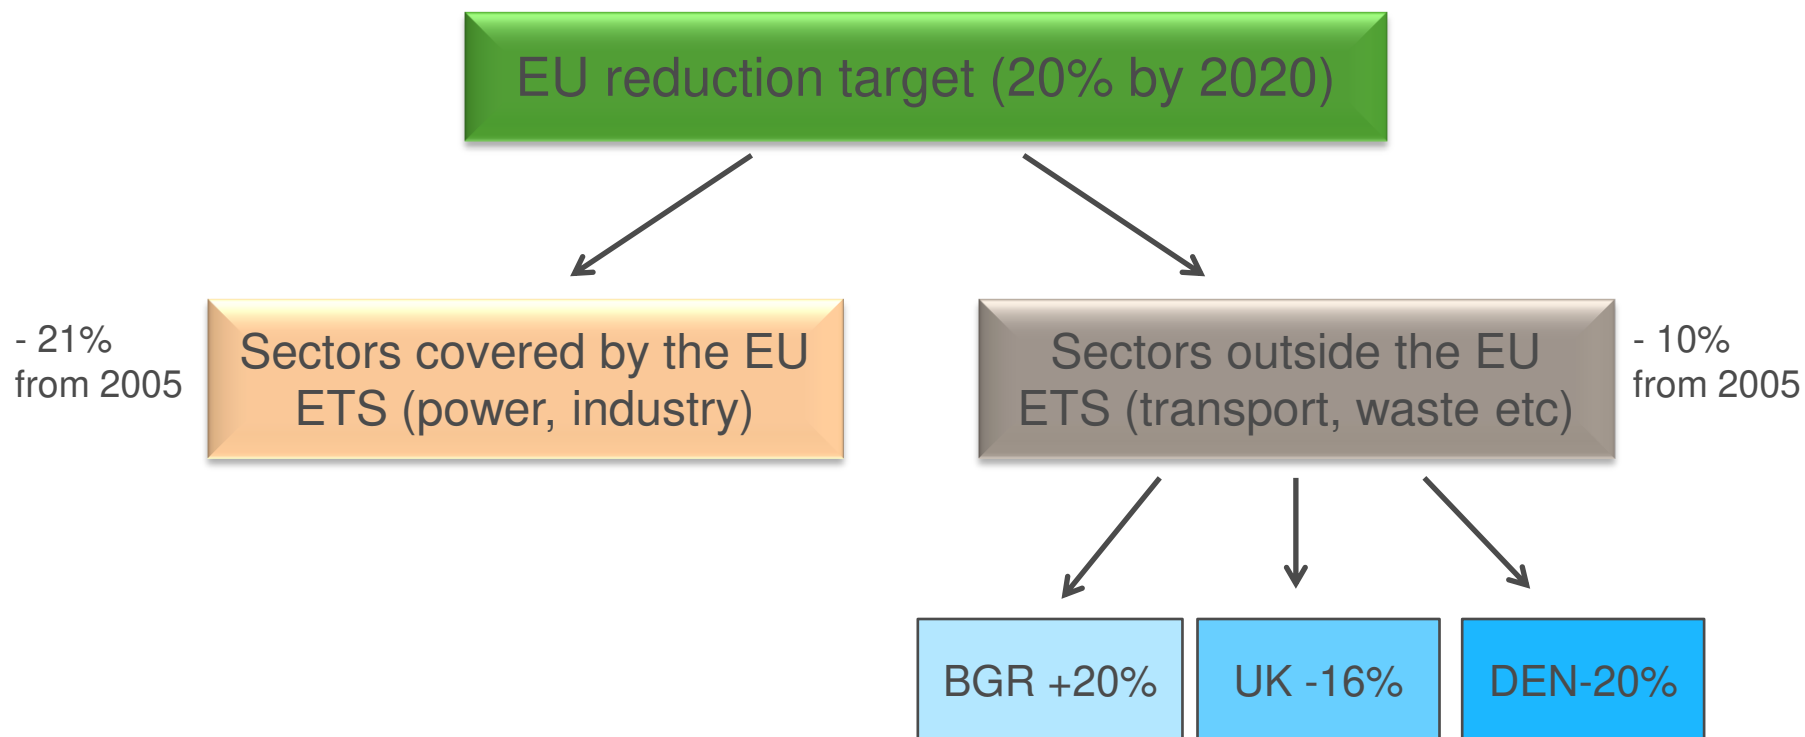 EU reduction target (20% by 2020)
- 21%
from 2005
Sectors covered by the EU
ETS (power, industry)
Sectors outside the EU
ETS (transport, waste etc)
- 10%
from 2005
BGR +20%
UK -16%
DEN-20%